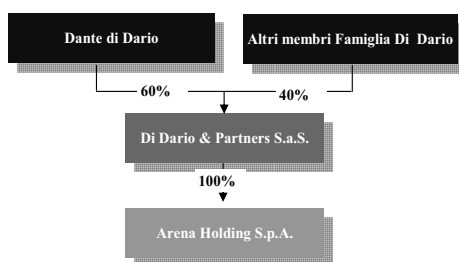 Dante di Dario
Altri membri Famiglia Di Dario
60%
40%
Di Dario & Partners S.a.S.
100%
Arena Holding S.p.A.